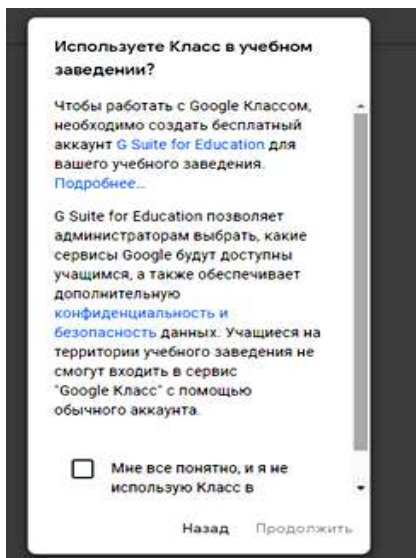 Используете Класс в учебном
заведении?
Чтобы работать с Google Классом,
необходимо создать бесплатный
аккаунт G Suite for Education для
вашего учебного заведения.
Подробнее…
G Suite for Education позволяет
администраторам выбрать, какие
сервисы Google будут доступны
учащимся, а также обеспечивает
дополнительную
конфиденциальность и
безопасность данных. Учащиеся на
территории учебного заведения не
смогут входить в сервис
"Google Класс" с помощью
обычного аккаунта.
Мне все понятно, и я не
использую Класс в
Назад Продолжить